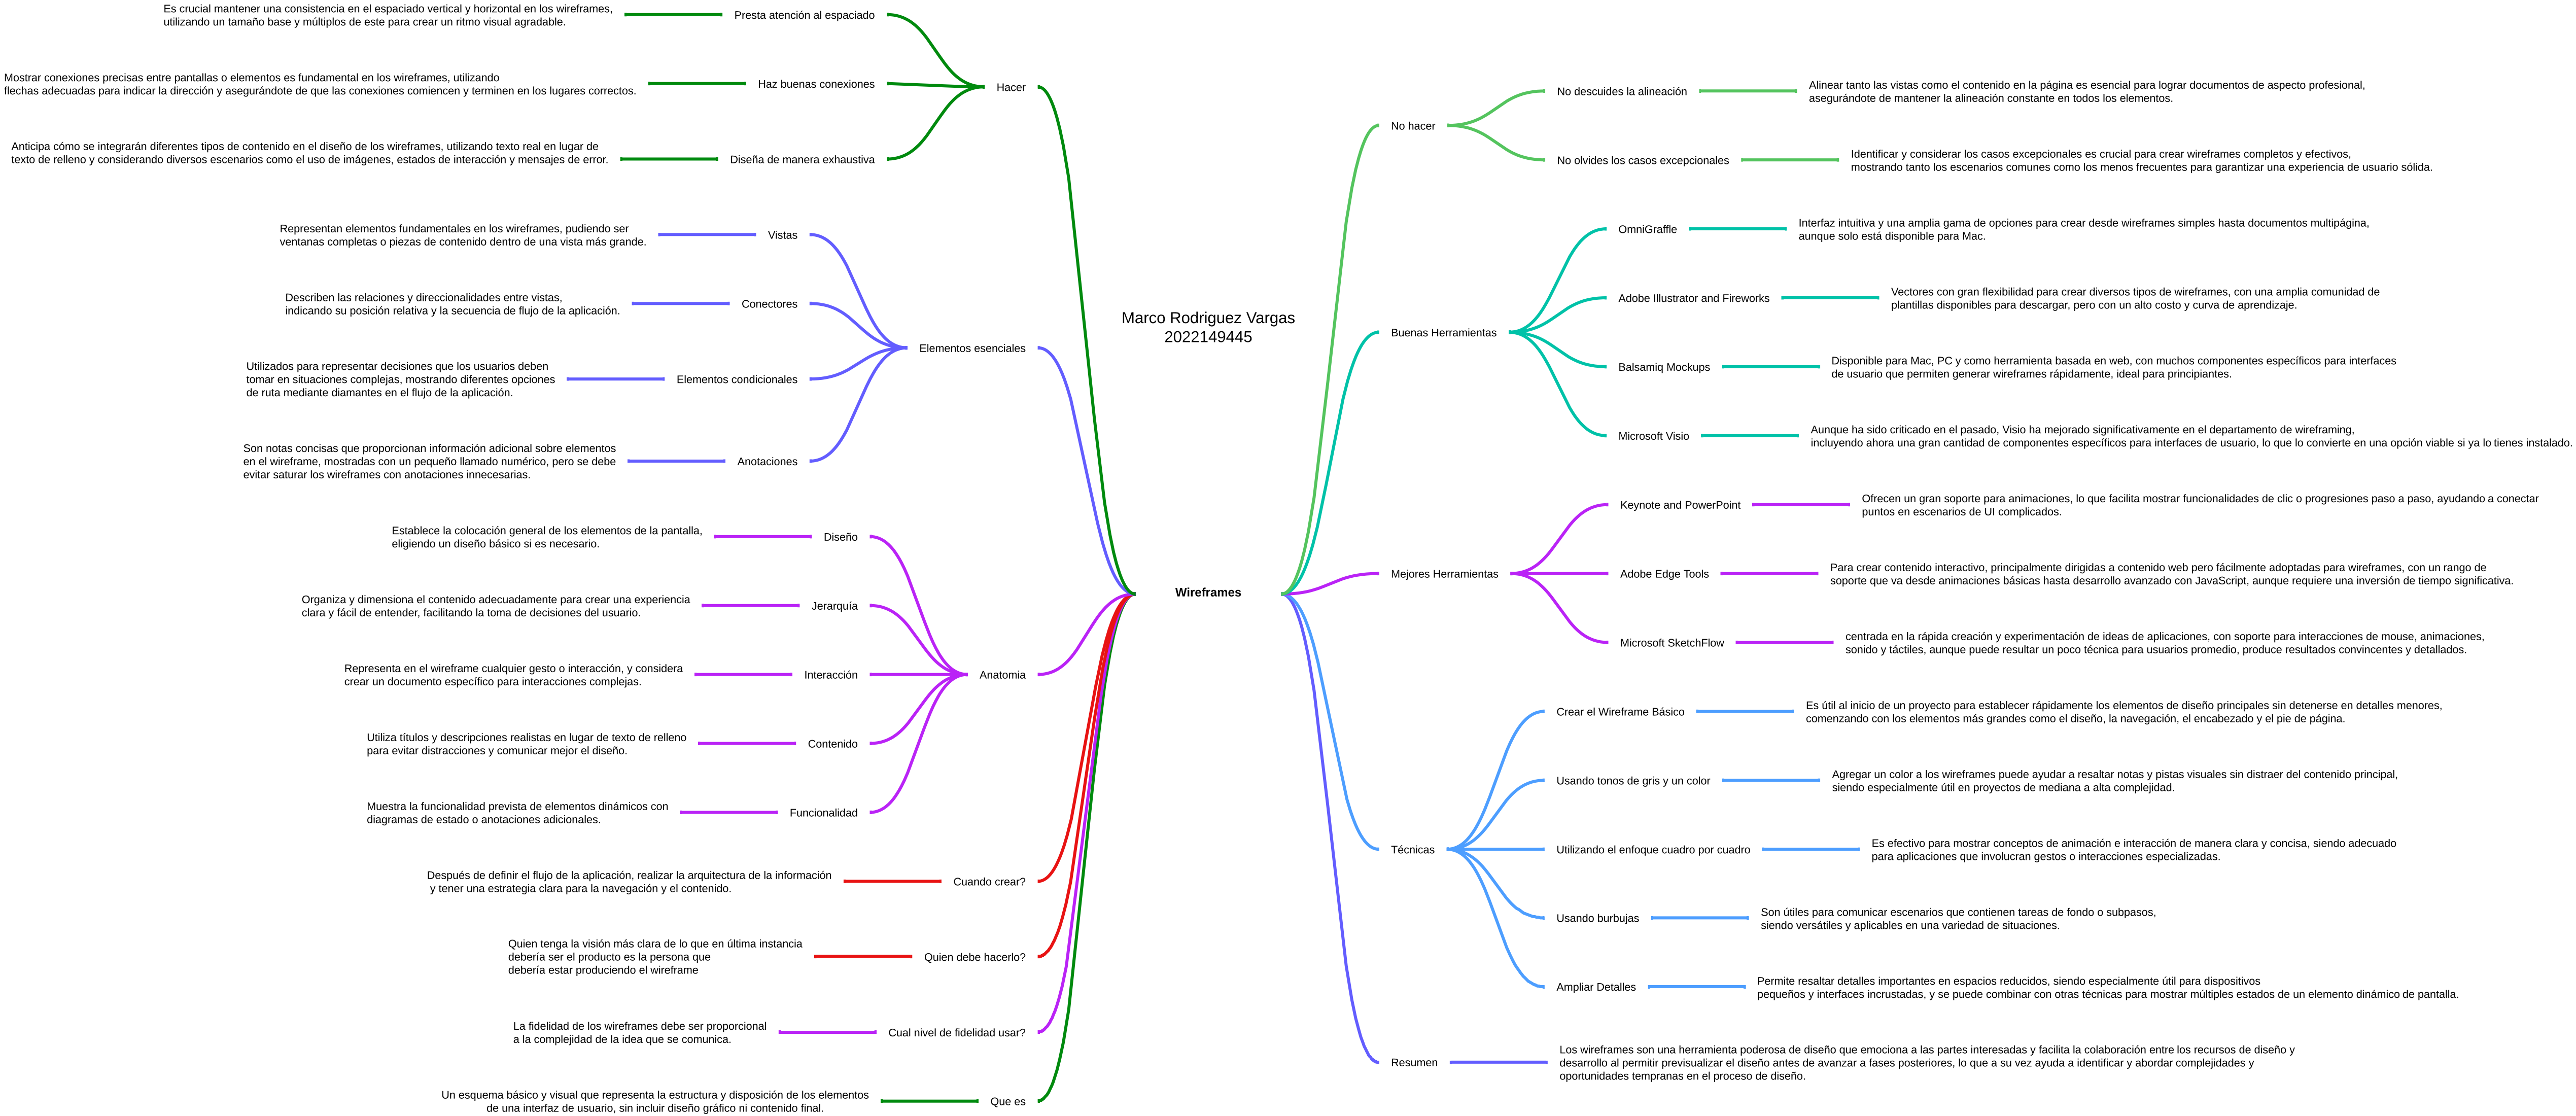 Marco Rodriguez Vargas
2022149445
Wireframes
Hacer
Presta atención al espaciado
Es crucial mantener una consistencia en el espaciado vertical y horizontal en los wireframes,
utilizando un tamaño base y múltiplos de este para crear un ritmo visual agradable.
Haz buenas conexiones
Mostrar conexiones precisas entre pantallas o elementos es fundamental en los wireframes, utilizando
flechas adecuadas para indicar la dirección y asegurándote de que las conexiones comiencen y terminen en los lugares correctos.
Diseña de manera exhaustiva
Anticipa cómo se integrarán diferentes tipos de contenido en el diseño de los wireframes, utilizando texto real en lugar de
texto de relleno y considerando diversos escenarios como el uso de imágenes, estados de interacción y mensajes de error.
Elementos esenciales
Vistas
Representan elementos fundamentales en los wireframes, pudiendo ser
ventanas completas o piezas de contenido dentro de una vista más grande.
Conectores
Describen las relaciones y direccionalidades entre vistas,
indicando su posición relativa y la secuencia de flujo de la aplicación.
Elementos condicionales
Utilizados para representar decisiones que los usuarios deben
tomar en situaciones complejas, mostrando diferentes opciones
de ruta mediante diamantes en el flujo de la aplicación.
Anotaciones
Son notas concisas que proporcionan información adicional sobre elementos
en el wireframe, mostradas con un pequeño llamado numérico, pero se debe
evitar saturar los wireframes con anotaciones innecesarias.
Anatomia
Diseño
Establece la colocación general de los elementos de la pantalla,
eligiendo un diseño básico si es necesario.
Jerarquía
Organiza y dimensiona el contenido adecuadamente para crear una experiencia
clara y fácil de entender, facilitando la toma de decisiones del usuario.
Interacción
Representa en el wireframe cualquier gesto o interacción, y considera
crear un documento específico para interacciones complejas.
Contenido
Utiliza títulos y descripciones realistas en lugar de texto de relleno
para evitar distracciones y comunicar mejor el diseño.
Funcionalidad
Muestra la funcionalidad prevista de elementos dinámicos con
diagramas de estado o anotaciones adicionales.
Cuando crear?
Después de definir el flujo de la aplicación, realizar la arquitectura de la información
y tener una estrategia clara para la navegación y el contenido.
Quien debe hacerlo?
Quien tenga la visión más clara de lo que en última instancia
debería ser el producto es la persona que
debería estar produciendo el wireframe
Cual nivel de fidelidad usar?
La fidelidad de los wireframes debe ser proporcional
a la complejidad de la idea que se comunica.
Que es
Un esquema básico y visual que representa la estructura y disposición de los elementos
de una interfaz de usuario, sin incluir diseño gráfico ni contenido final.
No hacer
No descuides la alineación
Alinear tanto las vistas como el contenido en la página es esencial para lograr documentos de aspecto profesional,
asegurándote de mantener la alineación constante en todos los elementos.
No olvides los casos excepcionales
Identificar y considerar los casos excepcionales es crucial para crear wireframes completos y efectivos,
mostrando tanto los escenarios comunes como los menos frecuentes para garantizar una experiencia de usuario sólida.
Buenas Herramientas
OmniGraffle
Interfaz intuitiva y una amplia gama de opciones para crear desde wireframes simples hasta documentos multipágina,
aunque solo está disponible para Mac.
Adobe Illustrator and Fireworks
Vectores con gran flexibilidad para crear diversos tipos de wireframes, con una amplia comunidad de
plantillas disponibles para descargar, pero con un alto costo y curva de aprendizaje.
Balsamiq Mockups
Disponible para Mac, PC y como herramienta basada en web, con muchos componentes específicos para interfaces
de usuario que permiten generar wireframes rápidamente, ideal para principiantes.
Microsoft Visio
Aunque ha sido criticado en el pasado, Visio ha mejorado significativamente en el departamento de wireframing,
incluyendo ahora una gran cantidad de componentes específicos para interfaces de usuario, lo que lo convierte en una opción viable si ya lo tienes instalado.
Mejores Herramientas
Keynote and PowerPoint
Ofrecen un gran soporte para animaciones, lo que facilita mostrar funcionalidades de clic o progresiones paso a paso, ayudando a conectar
puntos en escenarios de UI complicados.
Adobe Edge Tools
Para crear contenido interactivo, principalmente dirigidas a contenido web pero fácilmente adoptadas para wireframes, con un rango de
soporte que va desde animaciones básicas hasta desarrollo avanzado con JavaScript, aunque requiere una inversión de tiempo significativa.
Microsoft SketchFlow
centrada en la rápida creación y experimentación de ideas de aplicaciones, con soporte para interacciones de mouse, animaciones,
sonido y táctiles, aunque puede resultar un poco técnica para usuarios promedio, produce resultados convincentes y detallados.
Técnicas
Crear el Wireframe Básico
Es útil al inicio de un proyecto para establecer rápidamente los elementos de diseño principales sin detenerse en detalles menores,
comenzando con los elementos más grandes como el diseño, la navegación, el encabezado y el pie de página.
Usando tonos de gris y un color
Agregar un color a los wireframes puede ayudar a resaltar notas y pistas visuales sin distraer del contenido principal,
siendo especialmente útil en proyectos de mediana a alta complejidad.
Utilizando el enfoque cuadro por cuadro
Es efectivo para mostrar conceptos de animación e interacción de manera clara y concisa, siendo adecuado
para aplicaciones que involucran gestos o interacciones especializadas.
Usando burbujas
Son útiles para comunicar escenarios que contienen tareas de fondo o subpasos,
siendo versátiles y aplicables en una variedad de situaciones.
Ampliar Detalles
Permite resaltar detalles importantes en espacios reducidos, siendo especialmente útil para dispositivos
pequeños y interfaces incrustadas, y se puede combinar con otras técnicas para mostrar múltiples estados de un elemento dinámico de pantalla.
Resumen
Los wireframes son una herramienta poderosa de diseño que emociona a las partes interesadas y facilita la colaboración entre los recursos de diseño y
desarrollo al permitir previsualizar el diseño antes de avanzar a fases posteriores, lo que a su vez ayuda a identificar y abordar complejidades y
oportunidades tempranas en el proceso de diseño.